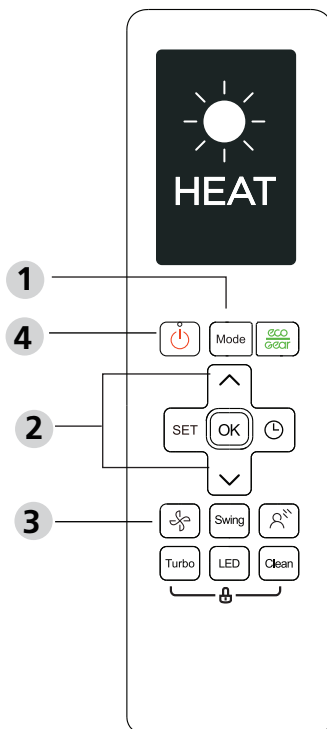 HEAT
1
4
Mode
eco
gear
2
SET
OK
3
Swing
Turbo
LED
Clean